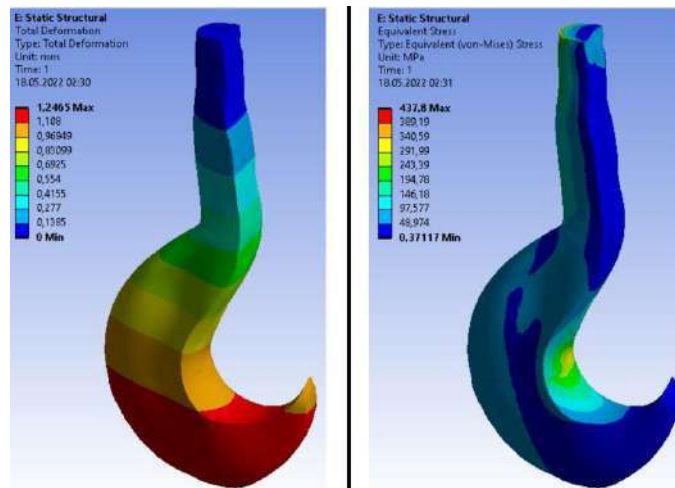 E: Static Structural
Total Deformation
Type: Total Deformation
Unit: mm
Time: 1
18.05.2022 02:30
1,2465 Max
1,108
0,96949
0,83099
0,6925
0,554
0,4155
0,277
0,1385
0 Min
E: Static Structural
Equivalent Stress
Type: Equivalent (von-Mises) Stress
Unit: MPa
Time: 1
18.05.2022 02:31
437,8 Max
389,19
340,59
291,99
243,39
194,78
146,18
97,577
48,974
0,37117 Min